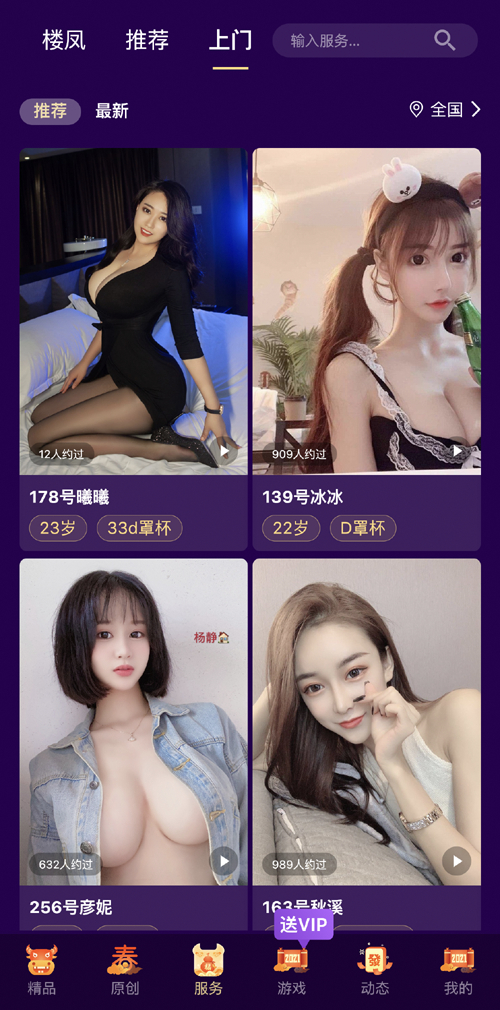 楼凤 推荐 上门 输入服务...
推荐 最新 全国
12人约过
909人约过
178号曦曦
139号冰冰
23岁 33d罩杯
22岁 D罩杯
杨静
632人约过
989人约过
256号彦妮
163号秋溪
送VIP
春
發
2021
2021
精品 原创 服务 游戏 动态 我的